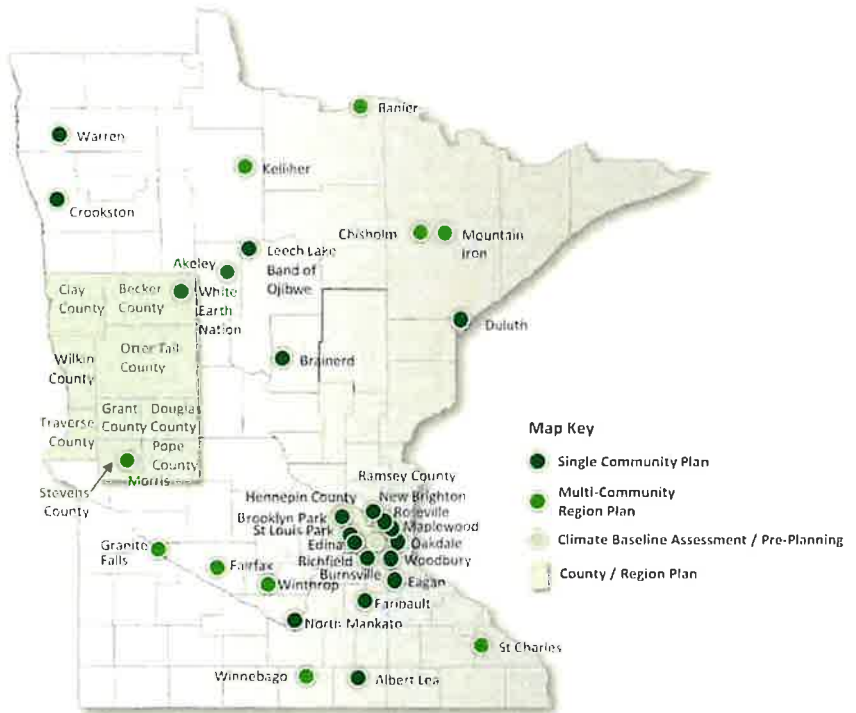 Ranier
Warren
Kelliher
Crookston
Chisholm
Mountain
Iron
Leech Lake
Band of
Ojibwe
Akeley
White
Earth
Nation
Clay
County
Becker
County
Duluth
Otter Tail
County
Wilkin
County
Brainerd
Grant
County
Douglas
County
Traverse
County
Pope
County
Morris
Stevens
County
Map Key
Single Community Plan
Multi-Community
Region Plan
Climate Baseline Assessment / Pre-Planning
County / Region Plan
Ramsey County
Hennepin County
New Brighton
Brooklyn Park
Roseville
St Louis Park
Maplewood
Edina
Oakdale
Richfield
Woodbury
Burnsville
Eagan
Granite
Falls
Fairfax
Winthrop
Faribault
North Mankato
St Charles
Winnebago
Albert Lea